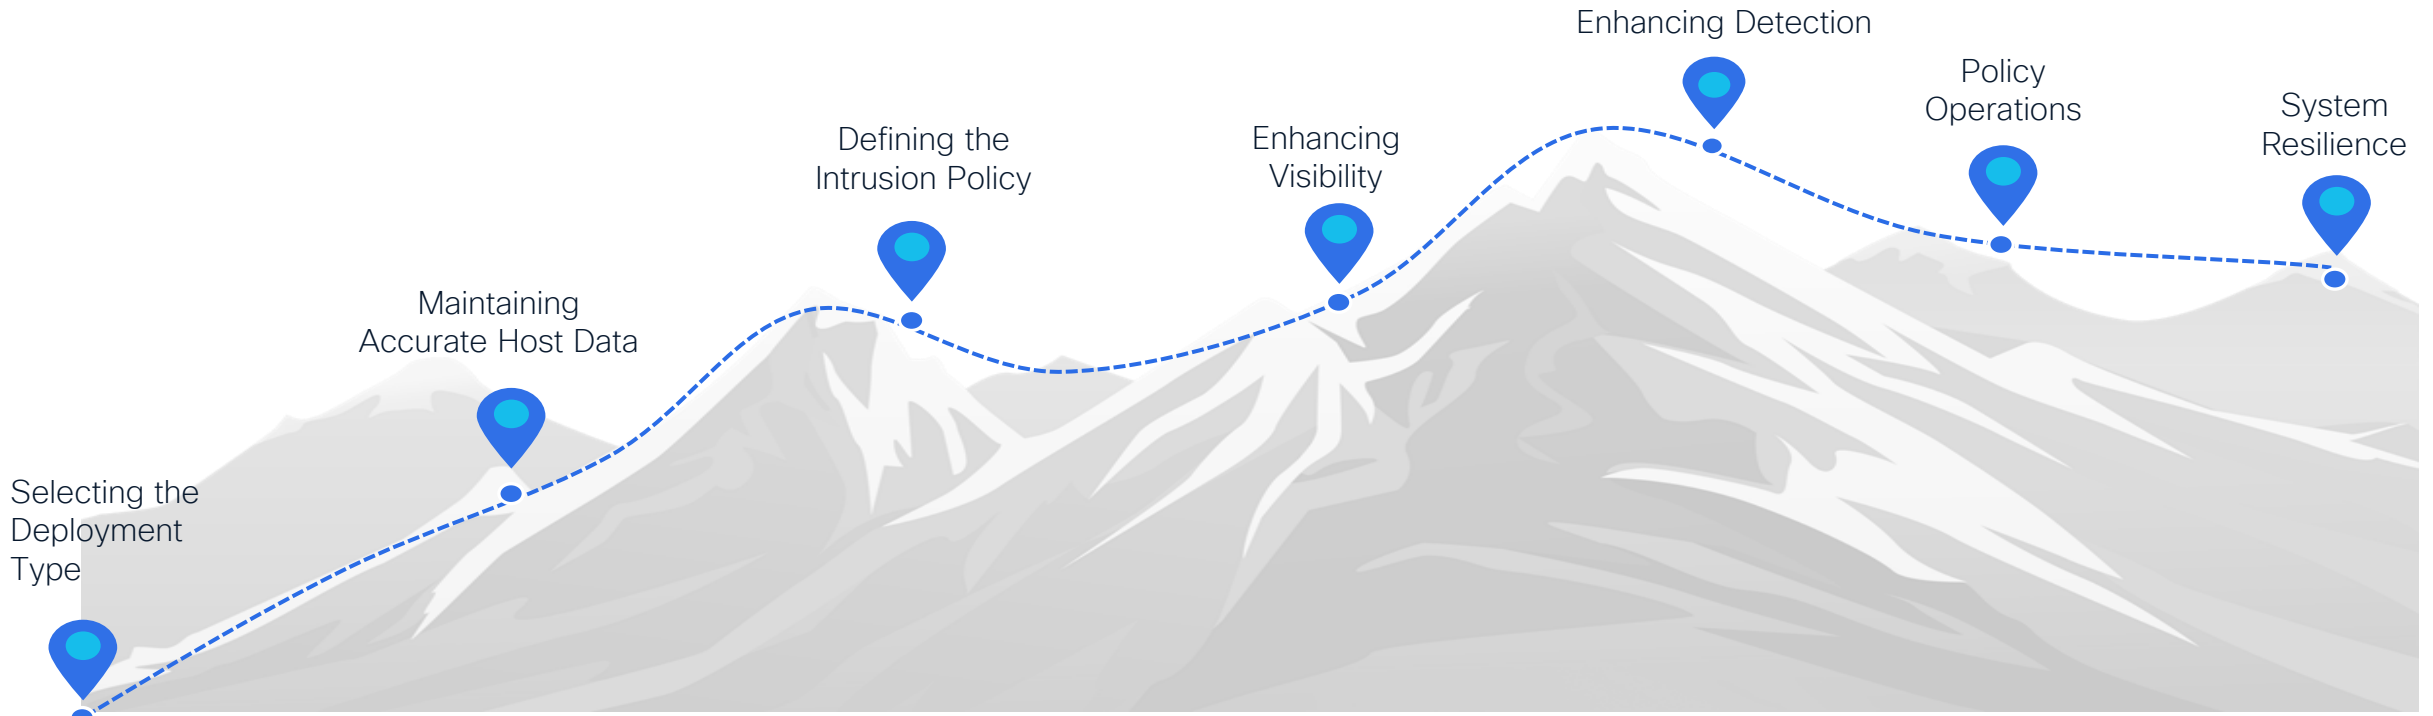 Selecting the
Deployment
Type
Maintaining
Accurate Host Data
Defining the
Intrusion Policy
Enhancing
Visibility
Enhancing Detection
Policy
Operations
System
Resilience